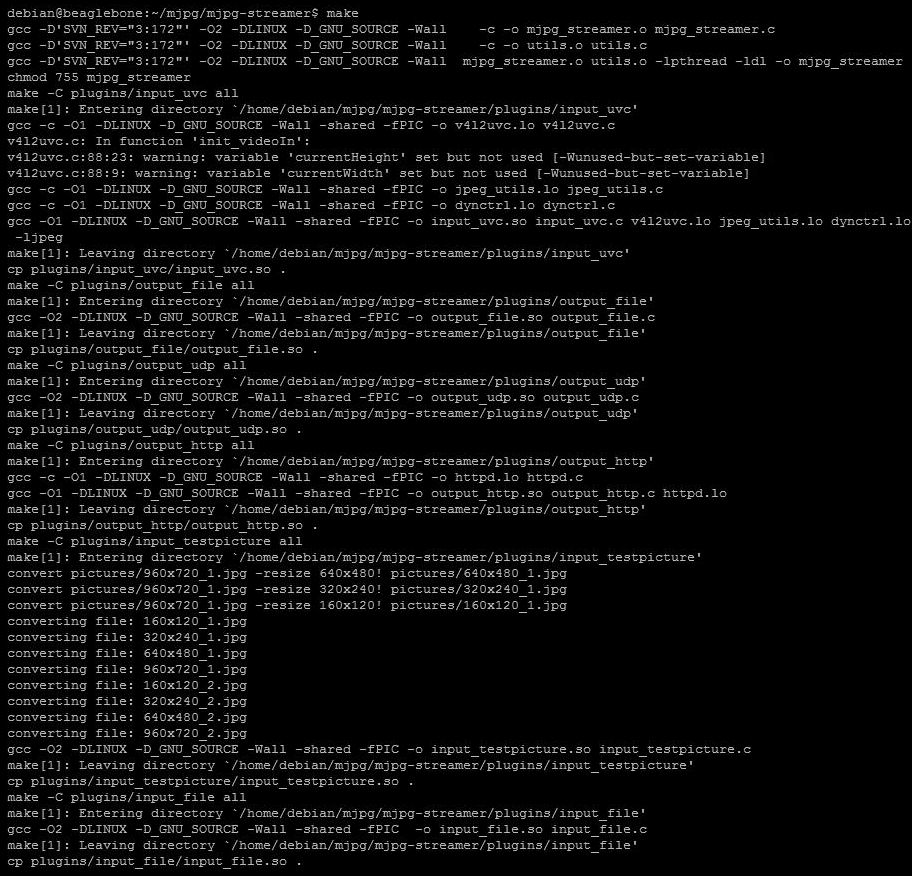 debian@beaglebone:~/mjpg/mjpg-streamer$ make
gcc -D'SVN_REV="3:172"' -O2 -DLINUX -D_GNU_SOURCE -Wall    -c -o mjpg_streamer.o mjpg_streamer.c
gcc -D'SVN_REV="3:172"' -O2 -DLINUX -D_GNU_SOURCE -Wall    -c -o utils.o utils.c
gcc -D'SVN_REV="3:172"' -O2 -DLINUX -D_GNU_SOURCE -Wall  mjpg_streamer.o utils.o -lpthread -ldl -o mjpg_streamer
chmod 755 mjpg_streamer
make -C plugins/input_uvc all
make[1]: Entering directory `/home/debian/mjpg/mjpg-streamer/plugins/input_uvc'
gcc -c -O1 -DLINUX -D_GNU_SOURCE -Wall -shared -fPIC -o v4l2uvc.lo v4l2uvc.c
v4l2uvc.c: In function 'init_videoIn':
v4l2uvc.c:88:23: warning: variable 'currentHeight' set but not used [-Wunused-but-set-variable]
v4l2uvc.c:88:9: warning: variable 'currentWidth' set but not used [-Wunused-but-set-variable]
gcc -c -O1 -DLINUX -D_GNU_SOURCE -Wall -shared -fPIC -o jpeg_utils.lo jpeg_utils.c
gcc -c -O1 -DLINUX -D_GNU_SOURCE -Wall -shared -fPIC -o dynctrl.lo dynctrl.c
gcc -O1 -DLINUX -D_GNU_SOURCE -Wall -shared -fPIC -o input_uvc.so input_uvc.c v4l2uvc.lo jpeg_utils.lo dynctrl.lo
 -ljpeg
make[1]: Leaving directory `/home/debian/mjpg/mjpg-streamer/plugins/input_uvc'
cp plugins/input_uvc/input_uvc.so .
make -C plugins/output_file all
make[1]: Entering directory `/home/debian/mjpg/mjpg-streamer/plugins/output_file'
gcc -O2 -DLINUX -D_GNU_SOURCE -Wall -shared -fPIC -o output_file.so output_file.c
make[1]: Leaving directory `/home/debian/mjpg/mjpg-streamer/plugins/output_file'
cp plugins/output_file/output_file.so .
make -C plugins/output_udp all
make[1]: Entering directory `/home/debian/mjpg/mjpg-streamer/plugins/output_udp'
gcc -O2 -DLINUX -D_GNU_SOURCE -Wall -shared -fPIC -o output_udp.so output_udp.c
make[1]: Leaving directory `/home/debian/mjpg/mjpg-streamer/plugins/output_udp'
cp plugins/output_udp/output_udp.so .
make -C plugins/output_http all
make[1]: Entering directory `/home/debian/mjpg/mjpg-streamer/plugins/output_http'
gcc -c -O1 -DLINUX -D_GNU_SOURCE -Wall -shared -fPIC -o httpd.lo httpd.c
gcc -O1 -DLINUX -D_GNU_SOURCE -Wall -shared -fPIC -o output_http.so output_http.c httpd.lo
make[1]: Leaving directory `/home/debian/mjpg/mjpg-streamer/plugins/output_http'
cp plugins/output_http/output_http.so .
make -C plugins/input_testpicture all
make[1]: Entering directory `/home/debian/mjpg/mjpg-streamer/plugins/input_testpicture'
convert pictures/960x720_1.jpg -resize 640x480! pictures/640x480_1.jpg
convert pictures/960x720_1.jpg -resize 320x240! pictures/320x240_1.jpg
convert pictures/960x720_1.jpg -resize 160x120! pictures/160x120_1.jpg
converting file: 160x120_1.jpg
converting file: 320x240_1.jpg
converting file: 640x480_1.jpg
converting file: 960x720_1.jpg
converting file: 160x120_2.jpg
converting file: 320x240_2.jpg
converting file: 640x480_2.jpg
converting file: 960x720_2.jpg
gcc -O2 -DLINUX -D_GNU_SOURCE -Wall -shared -fPIC -o input_testpicture.so input_testpicture.c
make[1]: Leaving directory `/home/debian/mjpg/mjpg-streamer/plugins/input_testpicture'
cp plugins/input_testpicture/input_testpicture.so .
make -C plugins/input_file all
make[1]: Entering directory `/home/debian/mjpg/mjpg-streamer/plugins/input_file'
gcc -O2 -DLINUX -D_GNU_SOURCE -Wall -shared -fPIC  -o input_file.so input_file.c
make[1]: Leaving directory `/home/debian/mjpg/mjpg-streamer/plugins/input_file'
cp plugins/input_file/input_file.so .